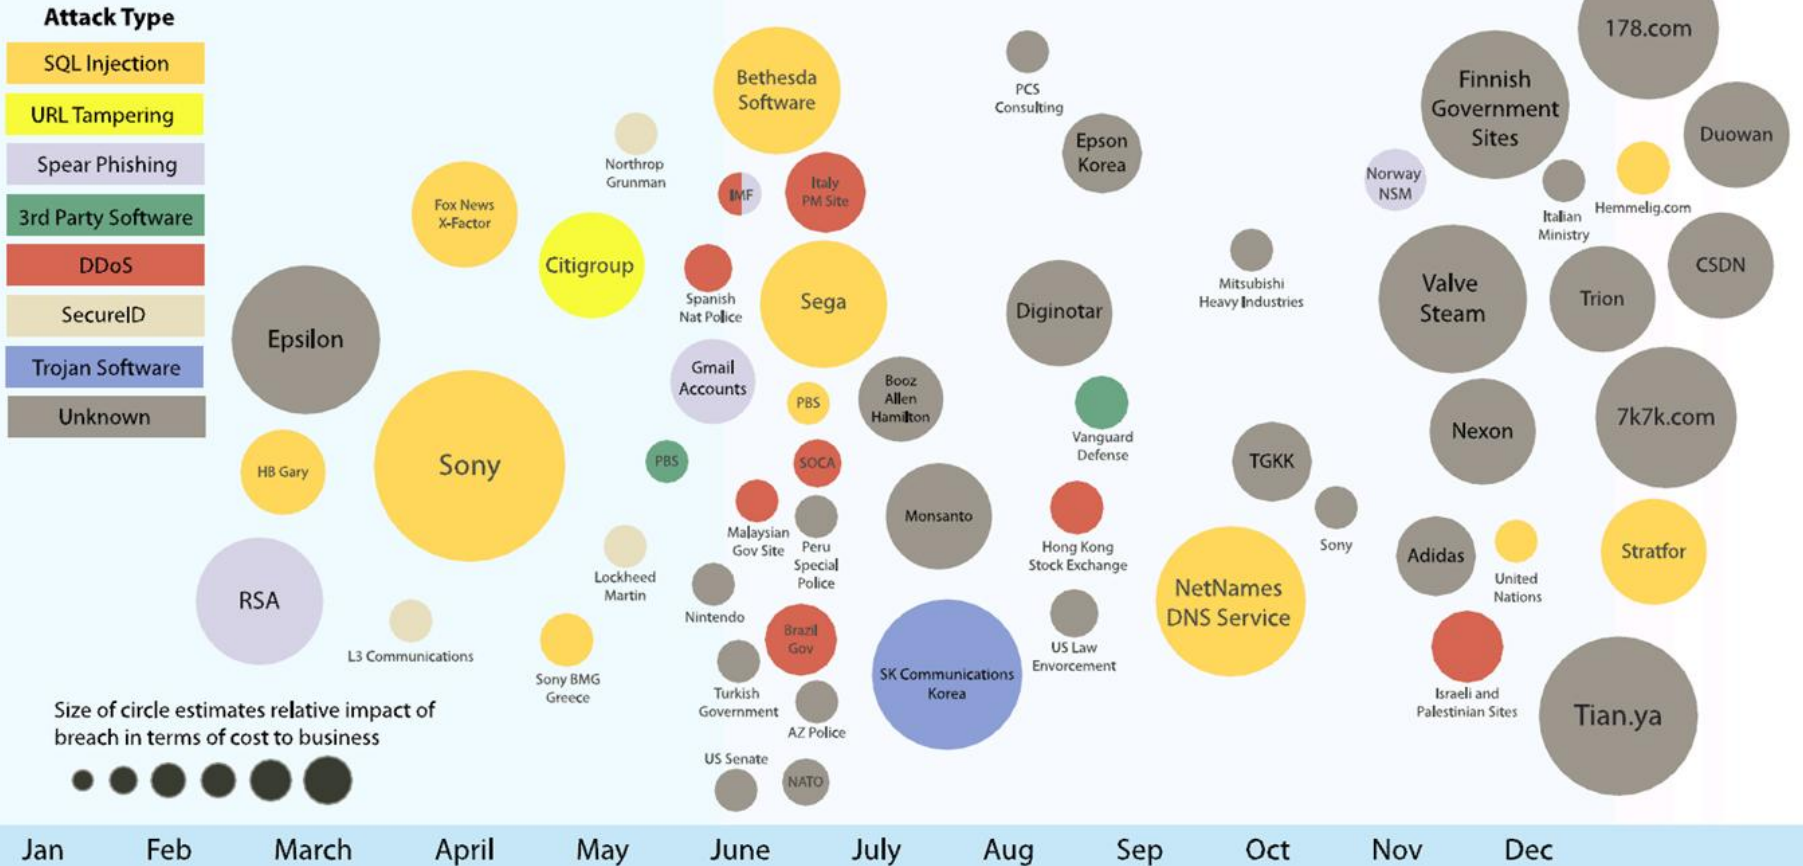 Attack Type
SQL Injection
URL Tampering
Spear Phishing
3rd Party Software
DDoS
SecureID
Trojan Software
Unknown
Epsilon
HB Gary
RSA
Fox News
X-Factor
Sony
L3 Communications
Northrop
Grunman
Citigroup
PBS
Lockheed
Martin
Sony BMG
Greece
Bethesda
Software
IMF
Italy
PM Site
Spanish
Nat Police
Sega
Gmail
Accounts
PBS
SOCA
Malaysian
Gov Site
Peru
Special
Police
Nintendo
Brazil
Gov
Turkish
Government
AZ Police
US Senate
NATO
Booz
Allen
Hamilton
Monsanto
SK Communications
Korea
PCS
Consulting
Epson
Korea
Diginotar
Vanguard
Defense
Hong Kong
Stock Exchange
US Law
Envorcement
Mitsubishi
Heavy Industries
TGKK
Sony
NetNames
DNS Service
178.com
Finnish
Government
Sites
Duowan
Norway
NSM
Italian
Ministry
Hemmelig.com
Valve
Steam
Trion
CSDN
Nexon
7k7k.com
Adidas
United
Nations
Stratfor
Israeli and
Palestinian Sites
Tian.ya
Size of circle estimates relative impact of
breach in terms of cost to business
Jan Feb March April May June July Aug Sep Oct Nov Dec